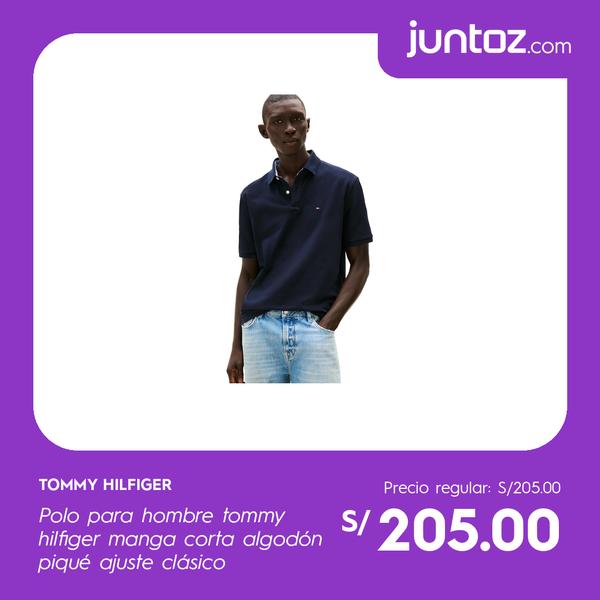 juntoz.com
TOMMY HILFIGER
Polo para hombre tommy
hilfiger manga corta algodón
piqué ajuste clásico
Precio regular: S/205.00
S/ 205.00